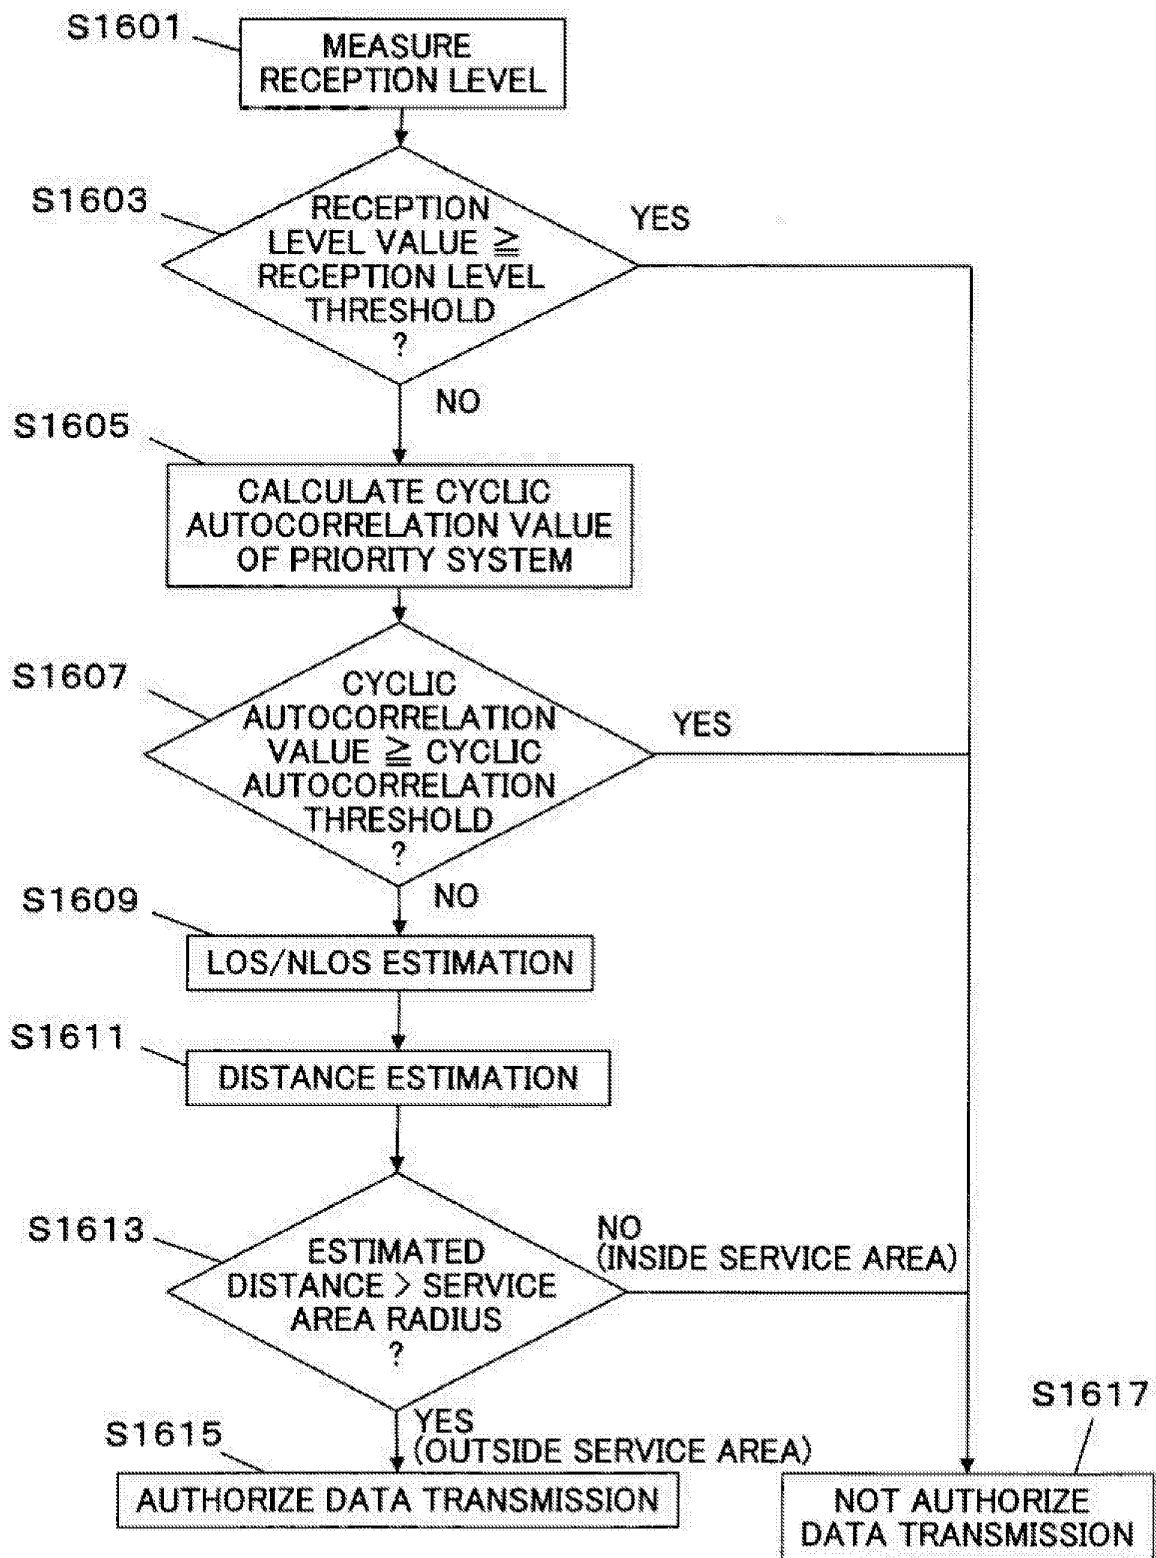 S1601
MEASURE
RECEPTION LEVEL
S1603
RECEPTION
LEVEL VALUE ≧
RECEPTION LEVEL
THRESHOLD
?
YES
NO
S1605
CALCULATE CYCLIC
AUTOCORRELATION VALUE
OF PRIORITY SYSTEM
S1607
CYCLIC
AUTOCORRELATION
VALUE ≧ CYCLIC
AUTOCORRELATION
THRESHOLD
?
YES
NO
S1609
LOS/NLOS ESTIMATION
S1611
DISTANCE ESTIMATION
S1613
ESTIMATED
DISTANCE > SERVICE
AREA RADIUS
?
NO
(INSIDE SERVICE AREA)
YES
(OUTSIDE SERVICE AREA)
S1615
AUTHORIZE DATA TRANSMISSION
S1617
NOT AUTHORIZE
DATA TRANSMISSION